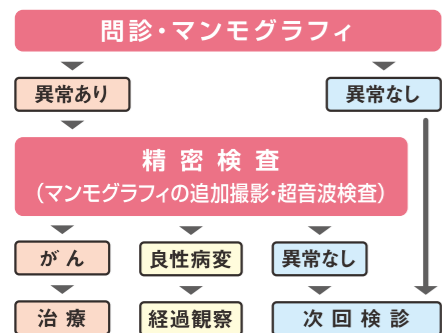 問診・マンモグラフィ
異常あり
異常なし
精密検査
(マンモグラフィの追加撮影・超音波検査)
がん
良性病変
異常なし
治療
経過観察
次回検診